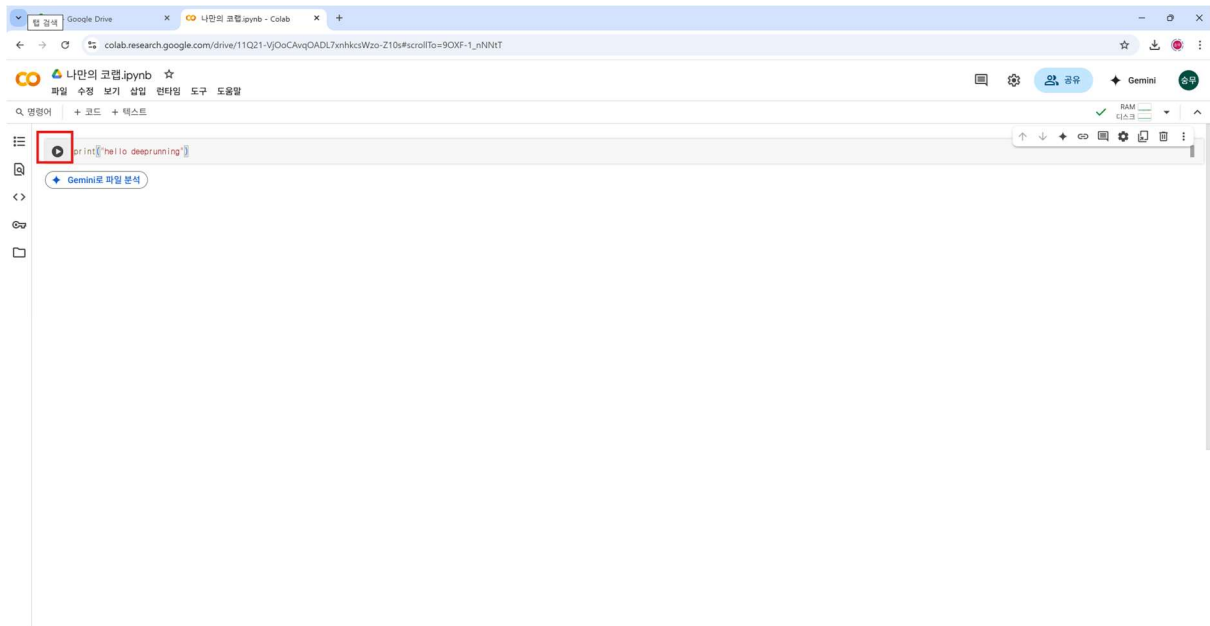 탭 검색
Google Drive
나만의 코랩.ipynb - Colab
colab.research.google.com/drive/11Q21-VjOoCAvqOADL7xnhkcsWzo-Z10s#scrollTo=9OXF-1_nNNtT
나만의 코랩.ipynb
파일 수정 보기 삽입 런타임 도구 도움말
공유
Gemini
승무
명령어 + 코드 + 텍스트
RAM
디스크
print("hello deeprunning")
Gemini로 파일 분석